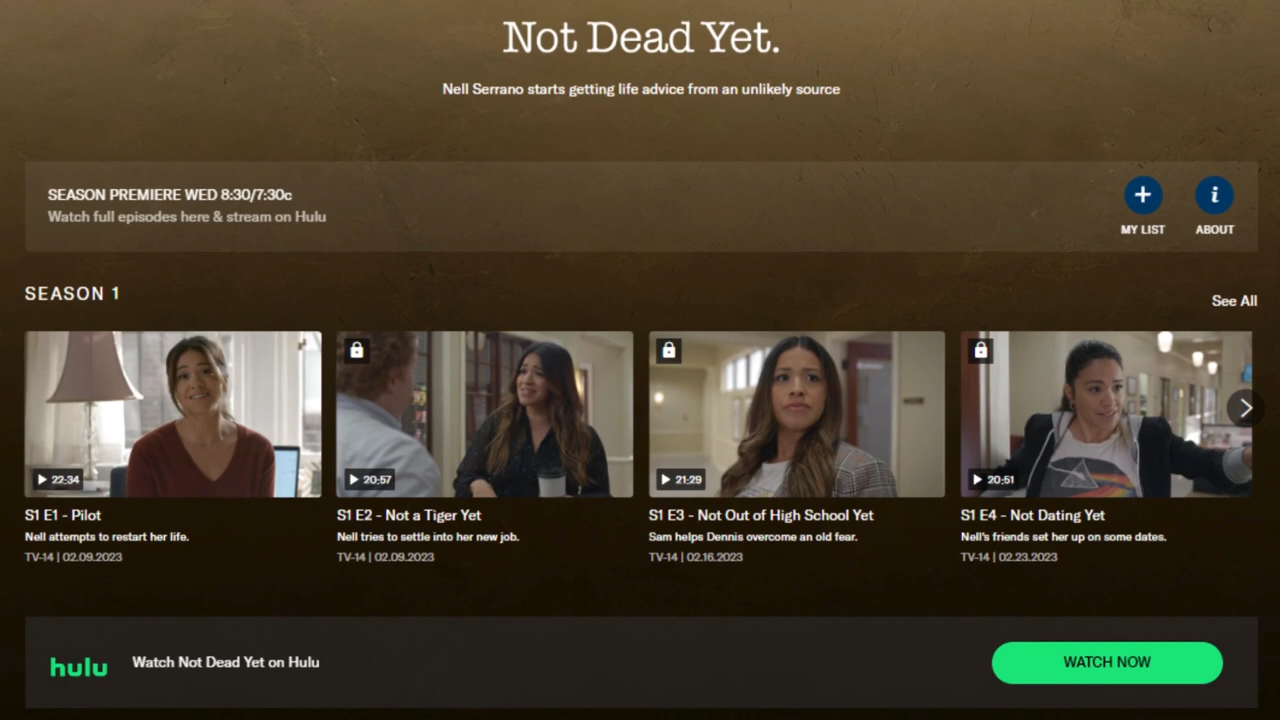 Not Dead Yet.
Nell Serrano starts getting life advice from an unlikely source
SEASON PREMIERE WED 8:30/7:30c
Watch full episodes here & stream on Hulu
MY LIST
ABOUT
SEASON 1
See All
22:34
20:57
21:29
20:51
S1 E1 - Pilot
Nell attempts to restart her life.
TV-14 | 02.09.2023
S1 E2 - Not a Tiger Yet
Nell tries to settle into her new job.
TV-14 | 02.09.2023
S1 E3 - Not Out of High School Yet
Sam helps Dennis overcome an old fear.
TV-14 | 02.16.2023
S1 E4 - Not Dating Yet
Nell's friends set her up on some dates.
TV-14 | 02.23.2023
hulu
Watch Not Dead Yet on Hulu
WATCH NOW